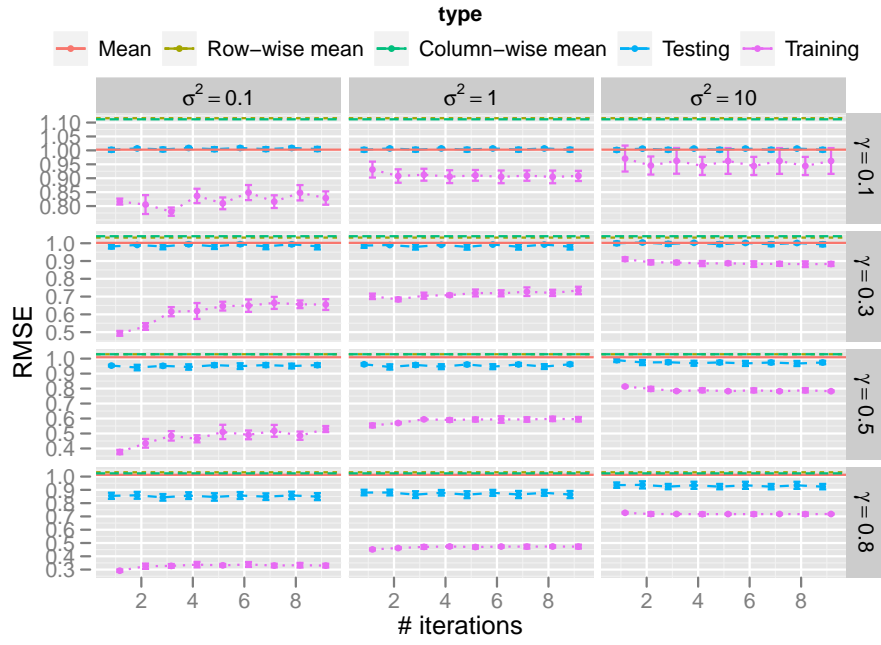 type
Mean Row-wise mean Column-wise mean Testing Training
σ² = 0.1 σ² = 1 σ² = 10
1.10
1.05
1.00
0.95
0.90
0.85
0.80
γ = 0.1
1.0
0.9
0.8
0.7
0.6
0.5
γ = 0.3
RMSE
1.0
0.9
0.8
0.7
0.6
0.5
0.4
γ = 0.5
1.0
0.9
0.8
0.7
0.6
0.5
0.4
0.3
γ = 0.8
2 4 6 8 2 4 6 8 2 4 6 8
# iterations